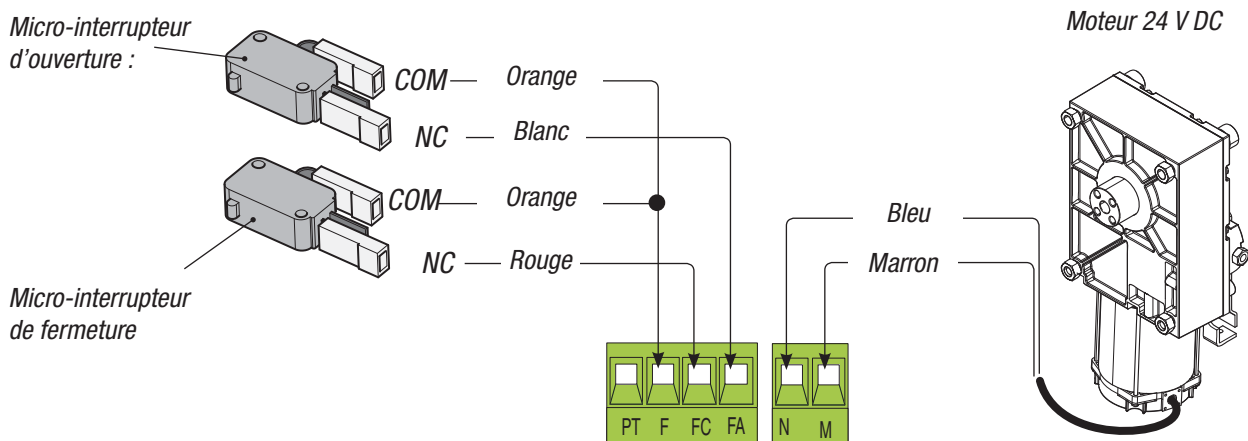 Micro-interrupteur
d'ouverture :
Moteur 24 V DC
COM
Orange
NC
Blanc
COM
Orange
NC
Rouge
Bleu
Marron
Micro-interrupteur
de fermeture
PT F FC FA N M